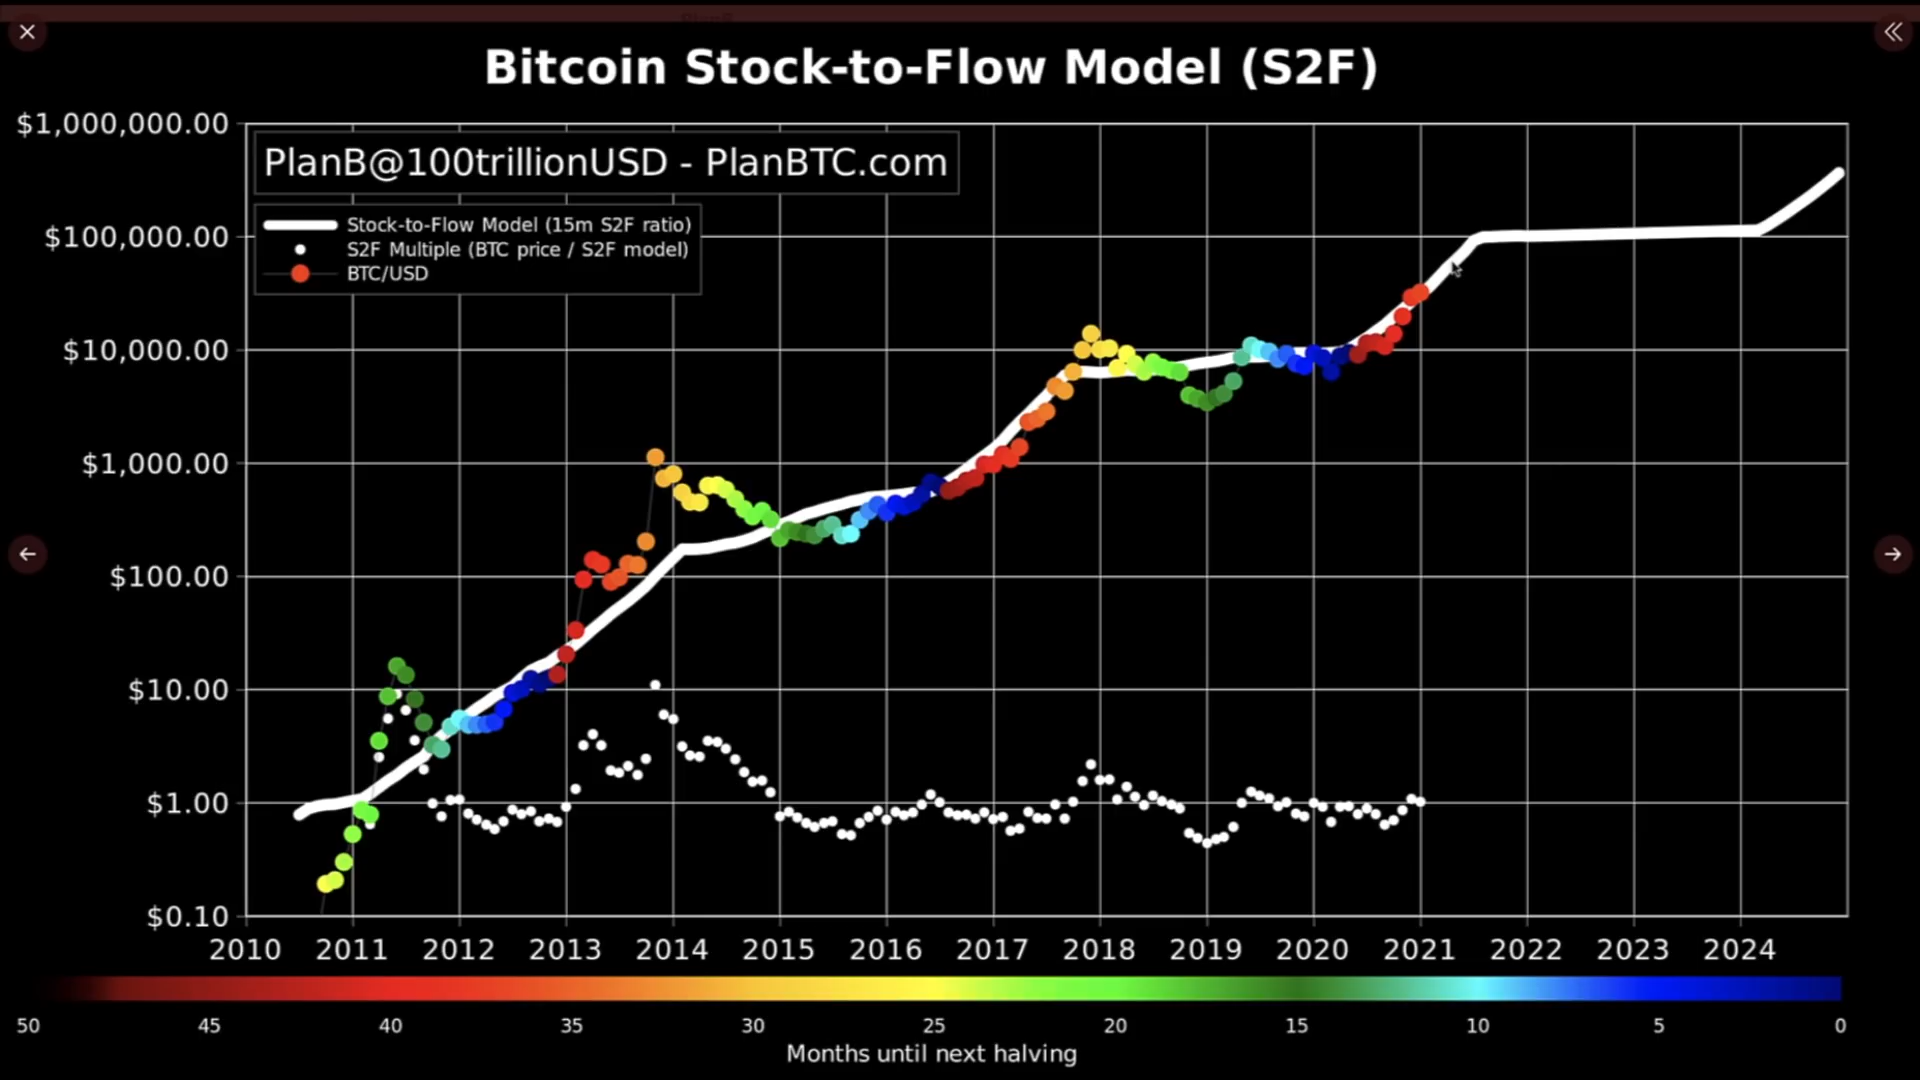 Bitcoin Stock-to-Flow Model (S2F)
$1,000,000.00
PlanB@100trillionUSD - PlanBTC.com
Stock-to-Flow Model (15m S2F ratio)
S2F Multiple (BTC price / S2F model)
BTC/USD
$100,000.00
$10,000.00
$1,000.00
$100.00
$10.00
$1.00
$0.10
2010 2011 2012 2013 2014 2015 2016 2017 2018 2019 2020 2021 2022 2023 2024
50 45 40 35 30 25 20 15 10 5 0
Months until next halving